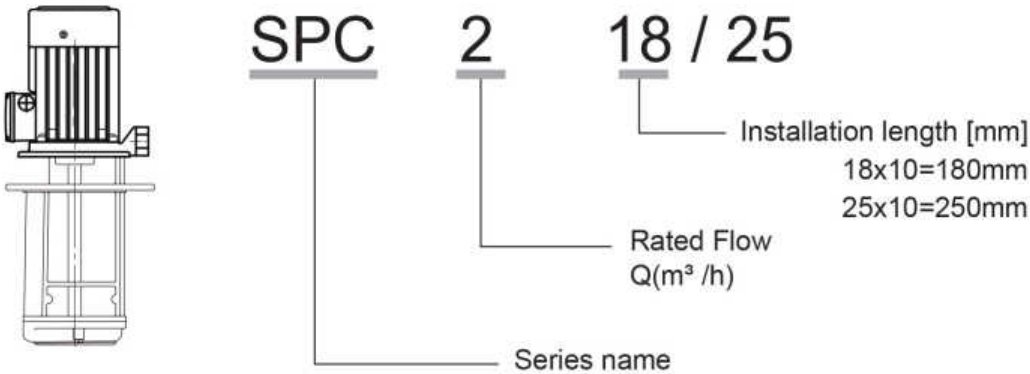 SPC 2 18 / 25
Installation length [mm]
18x10=180mm
25x10=250mm
Rated Flow
Q(m³ /h)
Series name